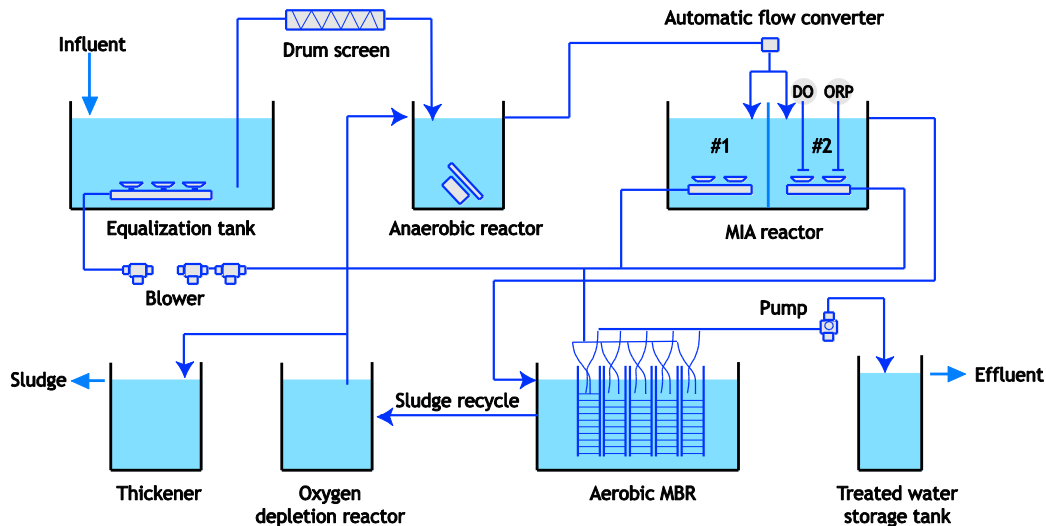 Automatic flow converter
Influent
Drum screen
DO
ORP
#1
#2
Equalization tank
Anaerobic reactor
MIA reactor
Blower
Pump
Sludge
Sludge recycle
Effluent
Thickener
Oxygen
depletion reactor
Aerobic MBR
Treated water
storage tank